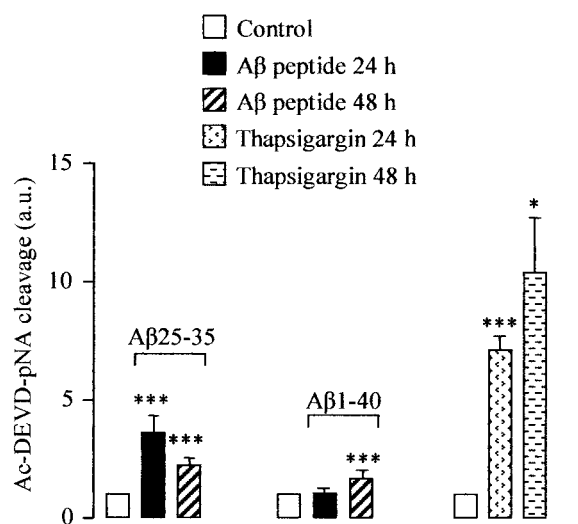 Control
Aβ peptide 24 h
Aβ peptide 48 h
Thapsigargin 24 h
Thapsigargin 48 h
Ac-DEVD-pNA cleavage (a.u.)
15
10
5
0
Aβ25-35
***
***
Aβ1-40
***
***
*